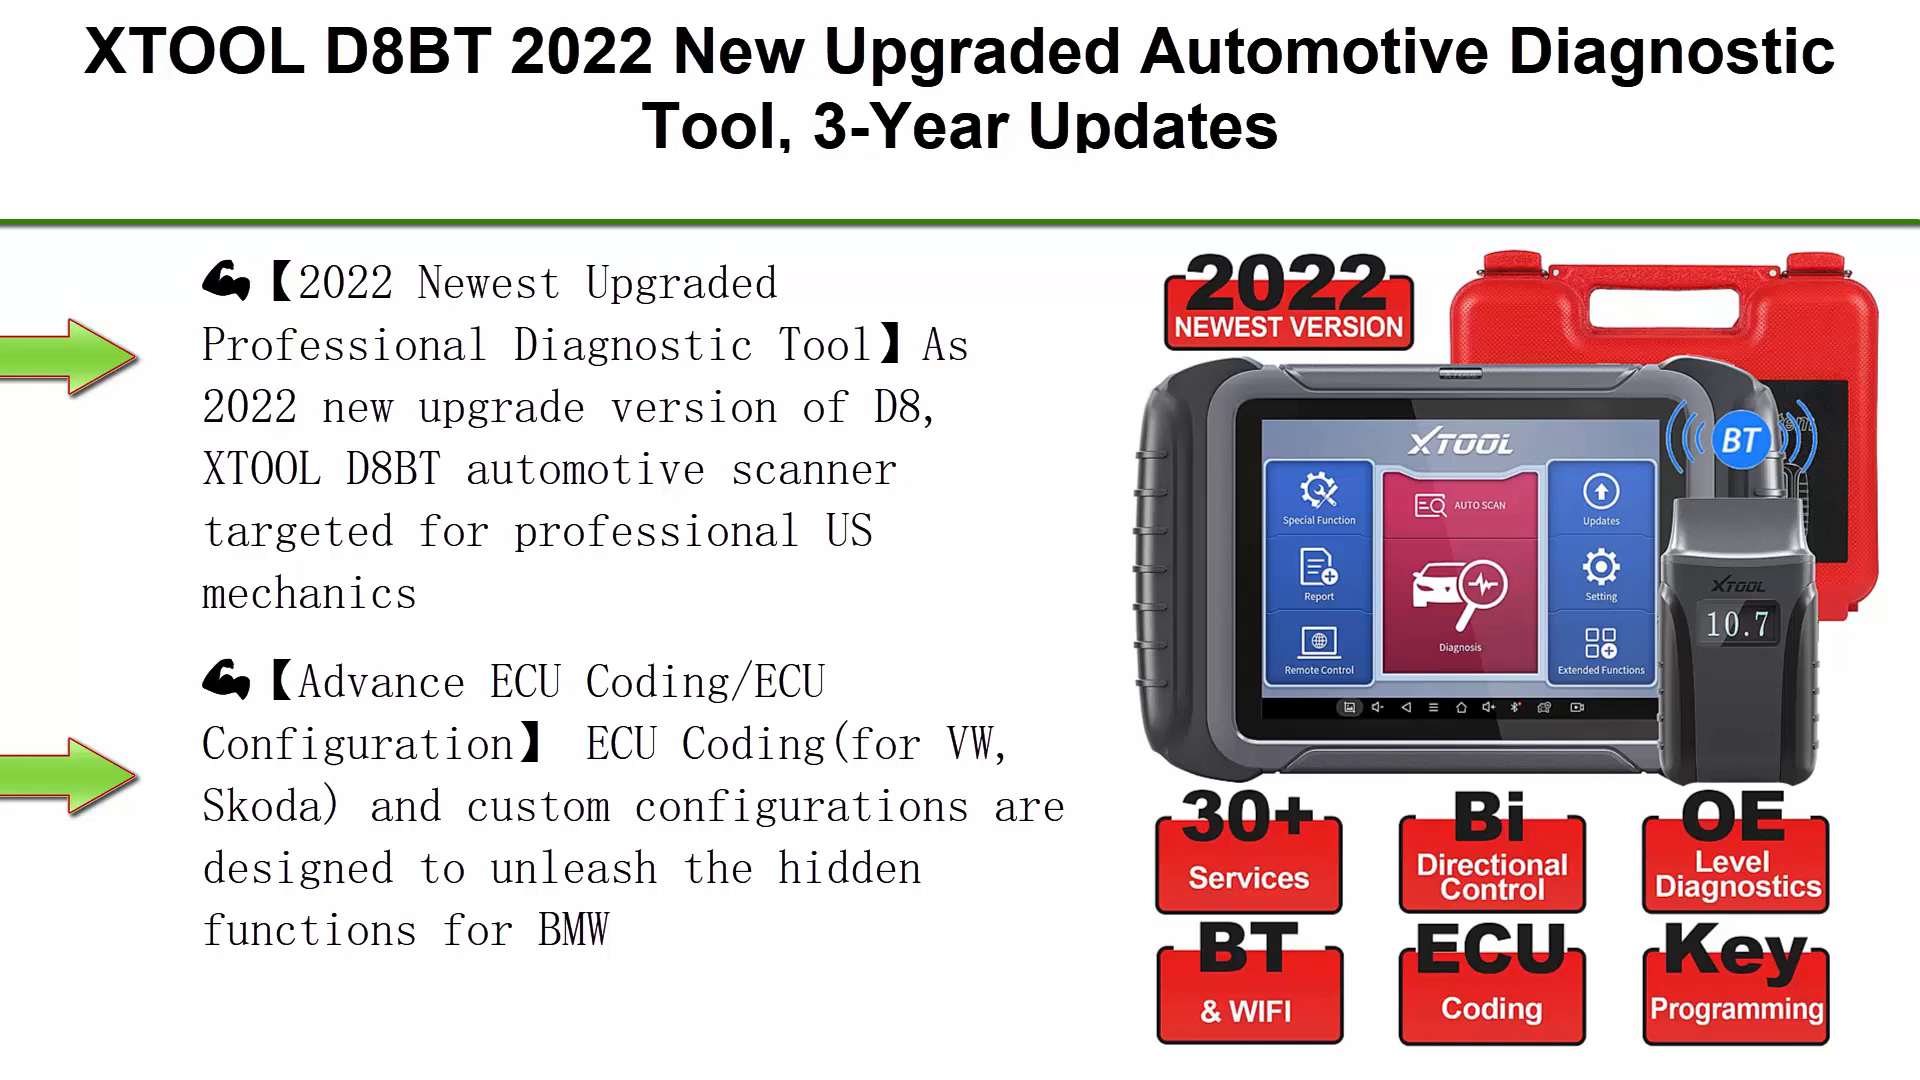 XTOOL D8BT 2022 New Upgraded Automotive Diagnostic
Tool, 3-Year Updates
💪【2022 Newest Upgraded
Professional Diagnostic Tool】As
2022 new upgrade version of D8,
XTOOL D8BT automotive scanner
targeted for professional US
mechanics
💪【Advance ECU Coding/ECU
Configuration】 ECU Coding(for VW,
Skoda) and custom configurations are
designed to unleash the hidden
functions for BMW
2022
NEWEST VERSION
XTOOL
XTOOL
Special Function
AUTO SCAN
Updates
Report
Diagnosis
Setting
Remote Control
Extended Functions
BT
XTOOL
10.7
30+
Services
Bi
Directional
Control
OE
Level
Diagnostics
BT
& WIFI
ECU
Coding
Key
Programming